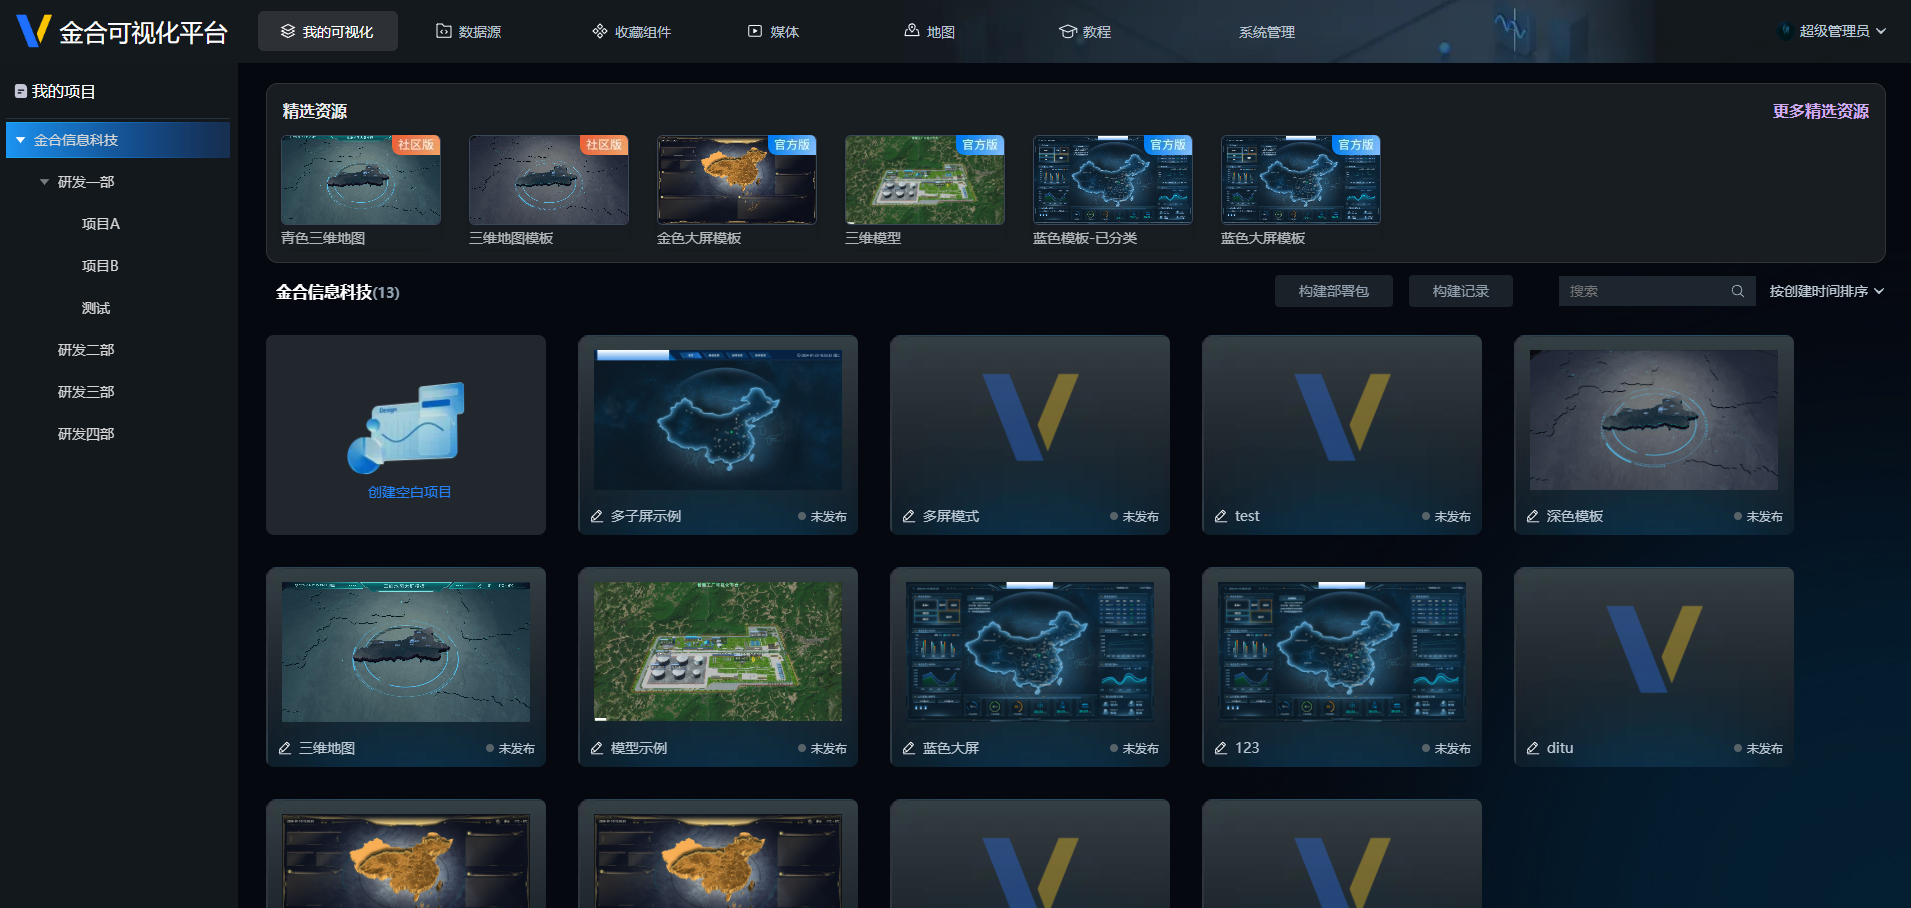 金合可视化平台
我的可视化
数据源
收藏组件
媒体
地图
教程
系统管理
超级管理员
我的项目
金合信息科技
研发一部
项目A
项目B
测试
研发二部
研发三部
研发四部
精选资源
更多精选资源
社区版
社区版
官方版
官方版
官方版
官方版
青色三维地图
三维地图模板
金色大屏模板
三维模型
蓝色模板-已分类
蓝色大屏模板
金合信息科技(13)
构建部署包
构建记录
搜索
按创建时间排序
Design
创建空白项目
多子屏示例
未发布
多屏模式
未发布
test
未发布
深色模板
未发布
三维地图
未发布
模型示例
未发布
蓝色大屏
未发布
123
未发布
ditu
未发布